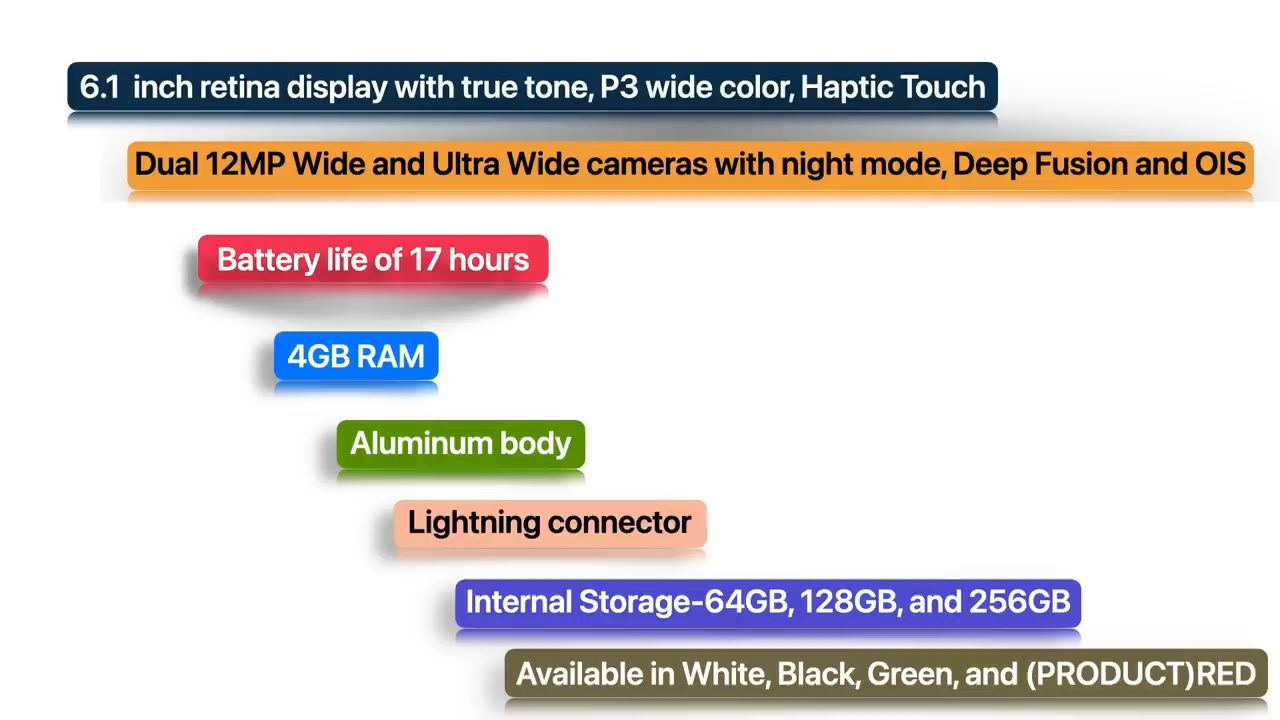 6.1 inch retina display with true tone, P3 wide color, Haptic Touch
Dual 12MP Wide and Ultra Wide cameras with night mode, Deep Fusion and OIS
Battery life of 17 hours
4GB RAM
Aluminum body
Lightning connector
Internal Storage-64GB, 128GB, and 256GB
Available in White, Black, Green, and (PRODUCT)RED